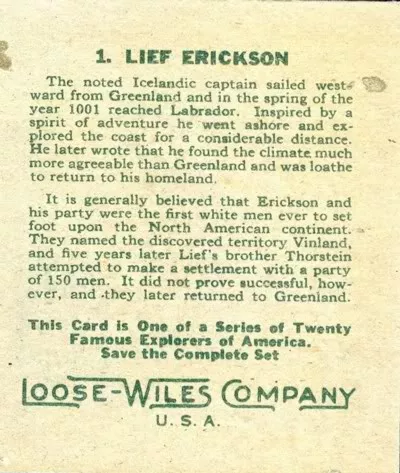 1. LIEF ERICKSON
The noted Icelandic captain sailed west-
ward from Greenland and in the spring of the
year 1001 reached Labrador. Inspired by a
spirit of adventure he went ashore and ex-
plored the coast for a considerable distance.
He later wrote that he found the climate much
more agreeable than Greenland and was loathe
to return to his homeland.
It is generally believed that Erickson and
his party were the first white men ever to set
foot upon the North American continent.
They named the discovered territory Vinland,
and five years later Lief's brother Thorstein
attempted to make a settlement with a party
of 150 men. It did not prove successful, how-
ever, and they later returned to Greenland.
This Card is One of a Series of Twenty
Famous Explorers of America.
Save the Complete Set
LOOSE-WILES COMPANY
U. S. A.